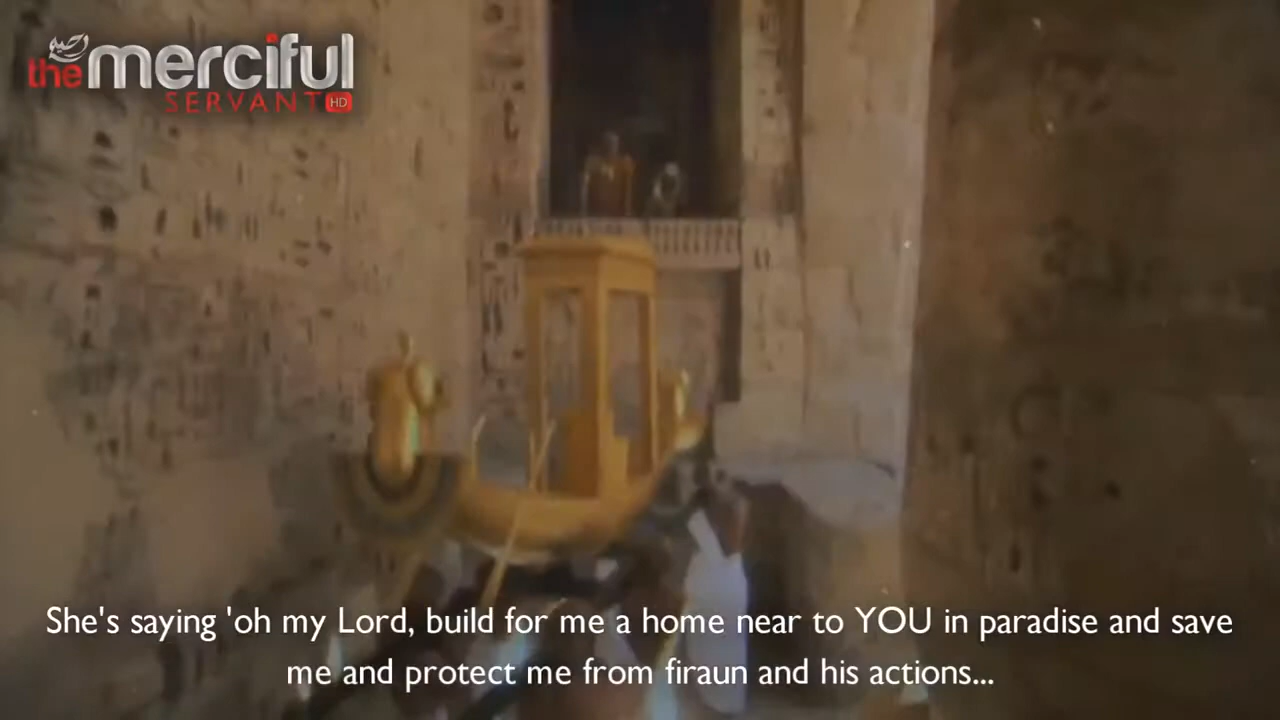 the merciful
SERVANT HD
She's saying 'oh my Lord, build for me a home near to YOU in paradise and save
me and protect me from firaun and his actions...